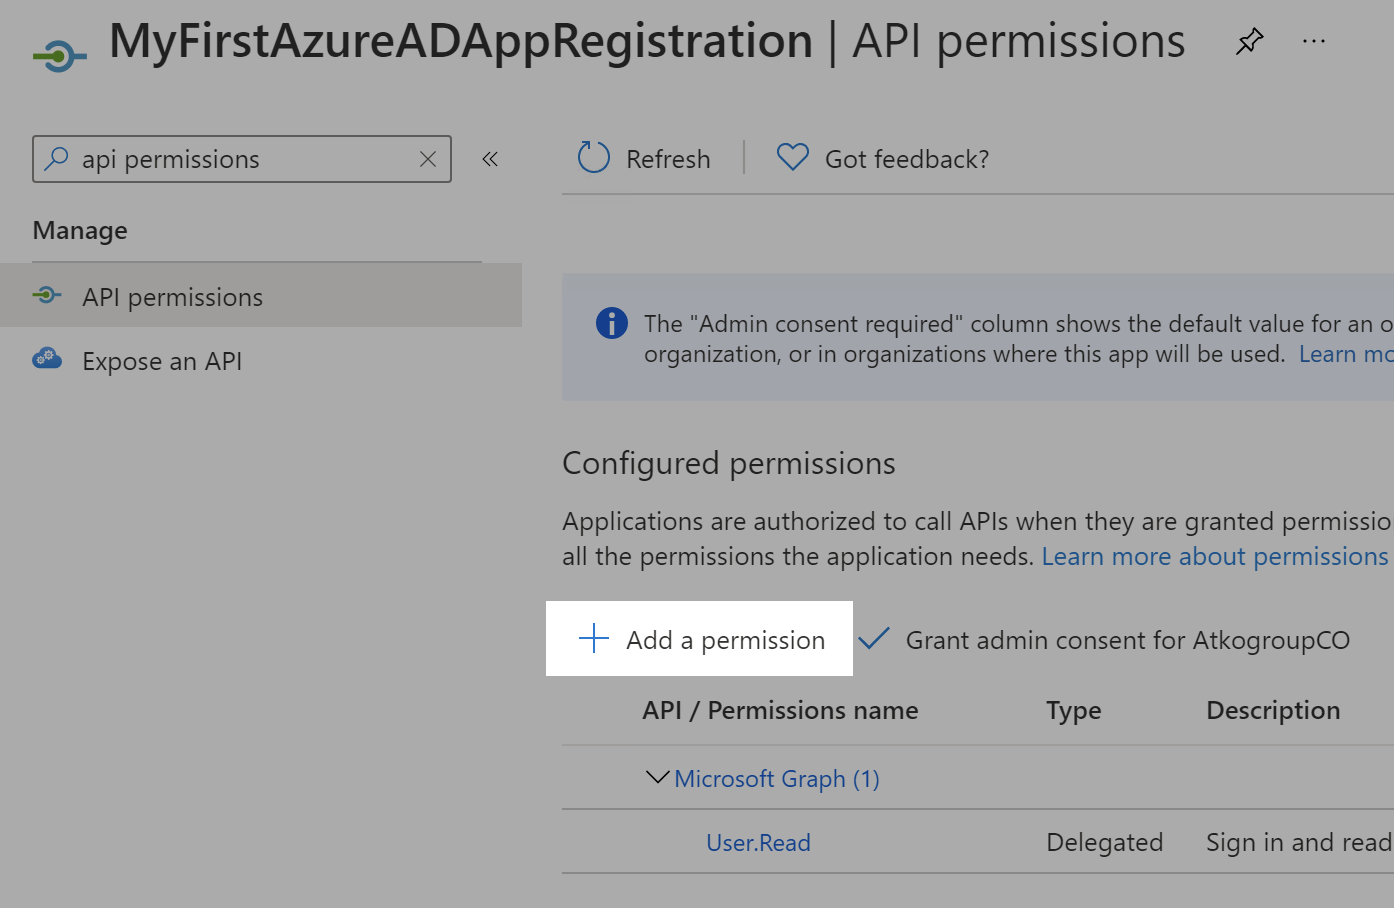 MyFirstAzureADAppRegistration | API permissions
api permissions
Refresh
Got feedback?
Manage
API permissions
Expose an API
The "Admin consent required" column shows the default value for an o
organization, or in organizations where this app will be used. Learn mo
Configured permissions
Applications are authorized to call APIs when they are granted permissio
all the permissions the application needs. Learn more about permissions
Add a permission
Grant admin consent for AtkogroupCO
API / Permissions name Type Description
Microsoft Graph (1)
User.Read Delegated Sign in and read